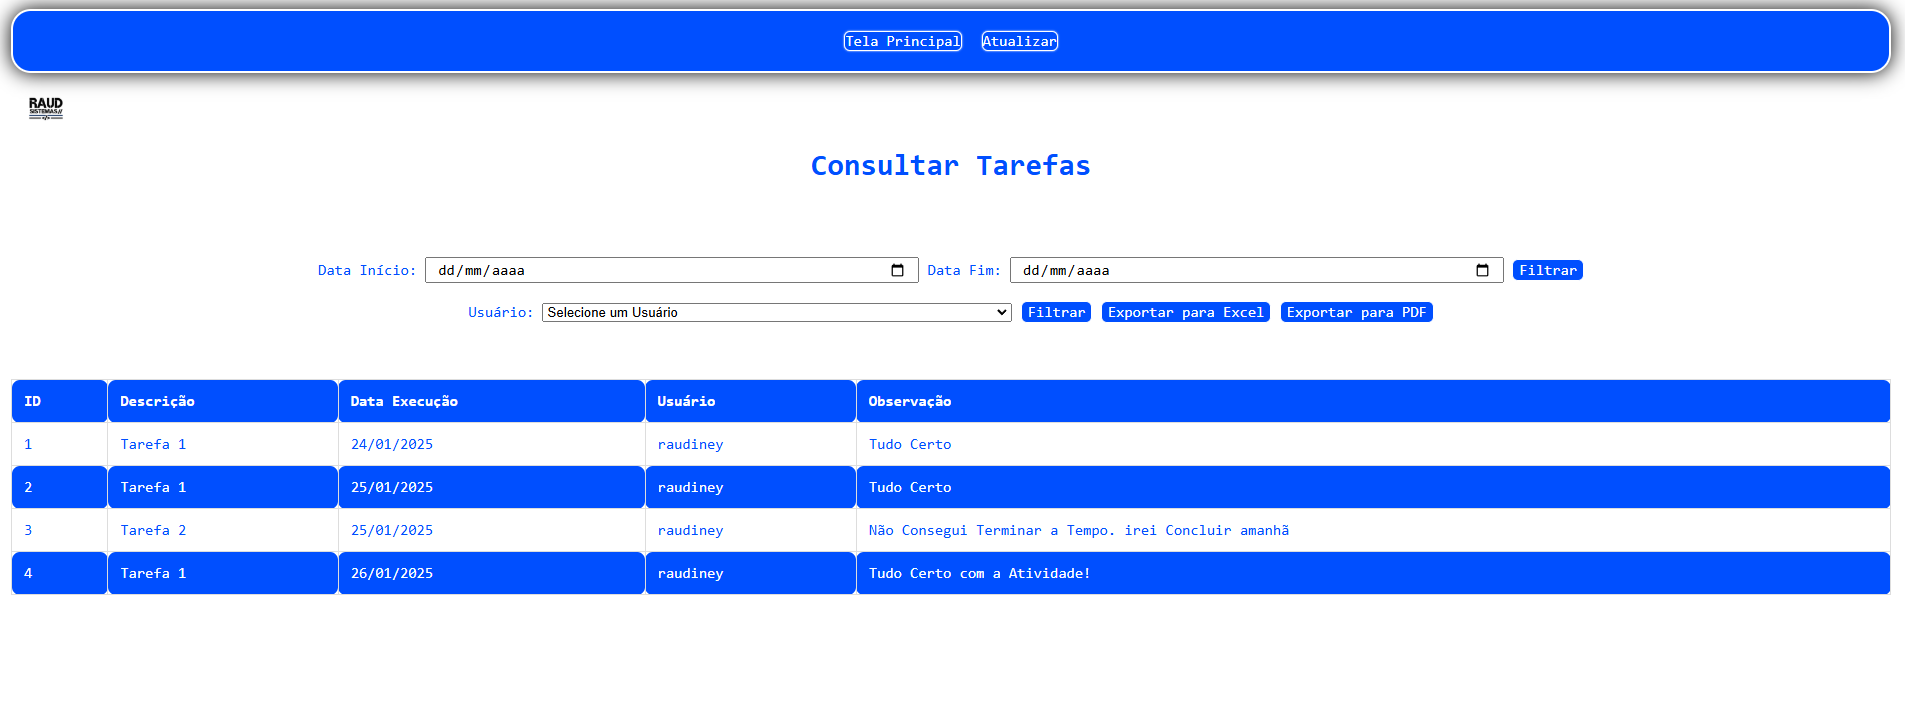 Tela Principal Atualizar
RAUD
SISTEMAS//
</>
Consultar Tarefas
Data Início: dd/mm/aaaa Data Fim: dd/mm/aaaa Filtrar
Usuário: Selecione um Usuário Filtrar Exportar para Excel Exportar para PDF
ID Descrição Data Execução Usuário Observação
1 Tarefa 1 24/01/2025 raudiney Tudo Certo
2 Tarefa 1 25/01/2025 raudiney Tudo Certo
3 Tarefa 2 25/01/2025 raudiney Não Consegui Terminar a Tempo. irei Concluir amanhã
4 Tarefa 1 26/01/2025 raudiney Tudo Certo com a Atividade!